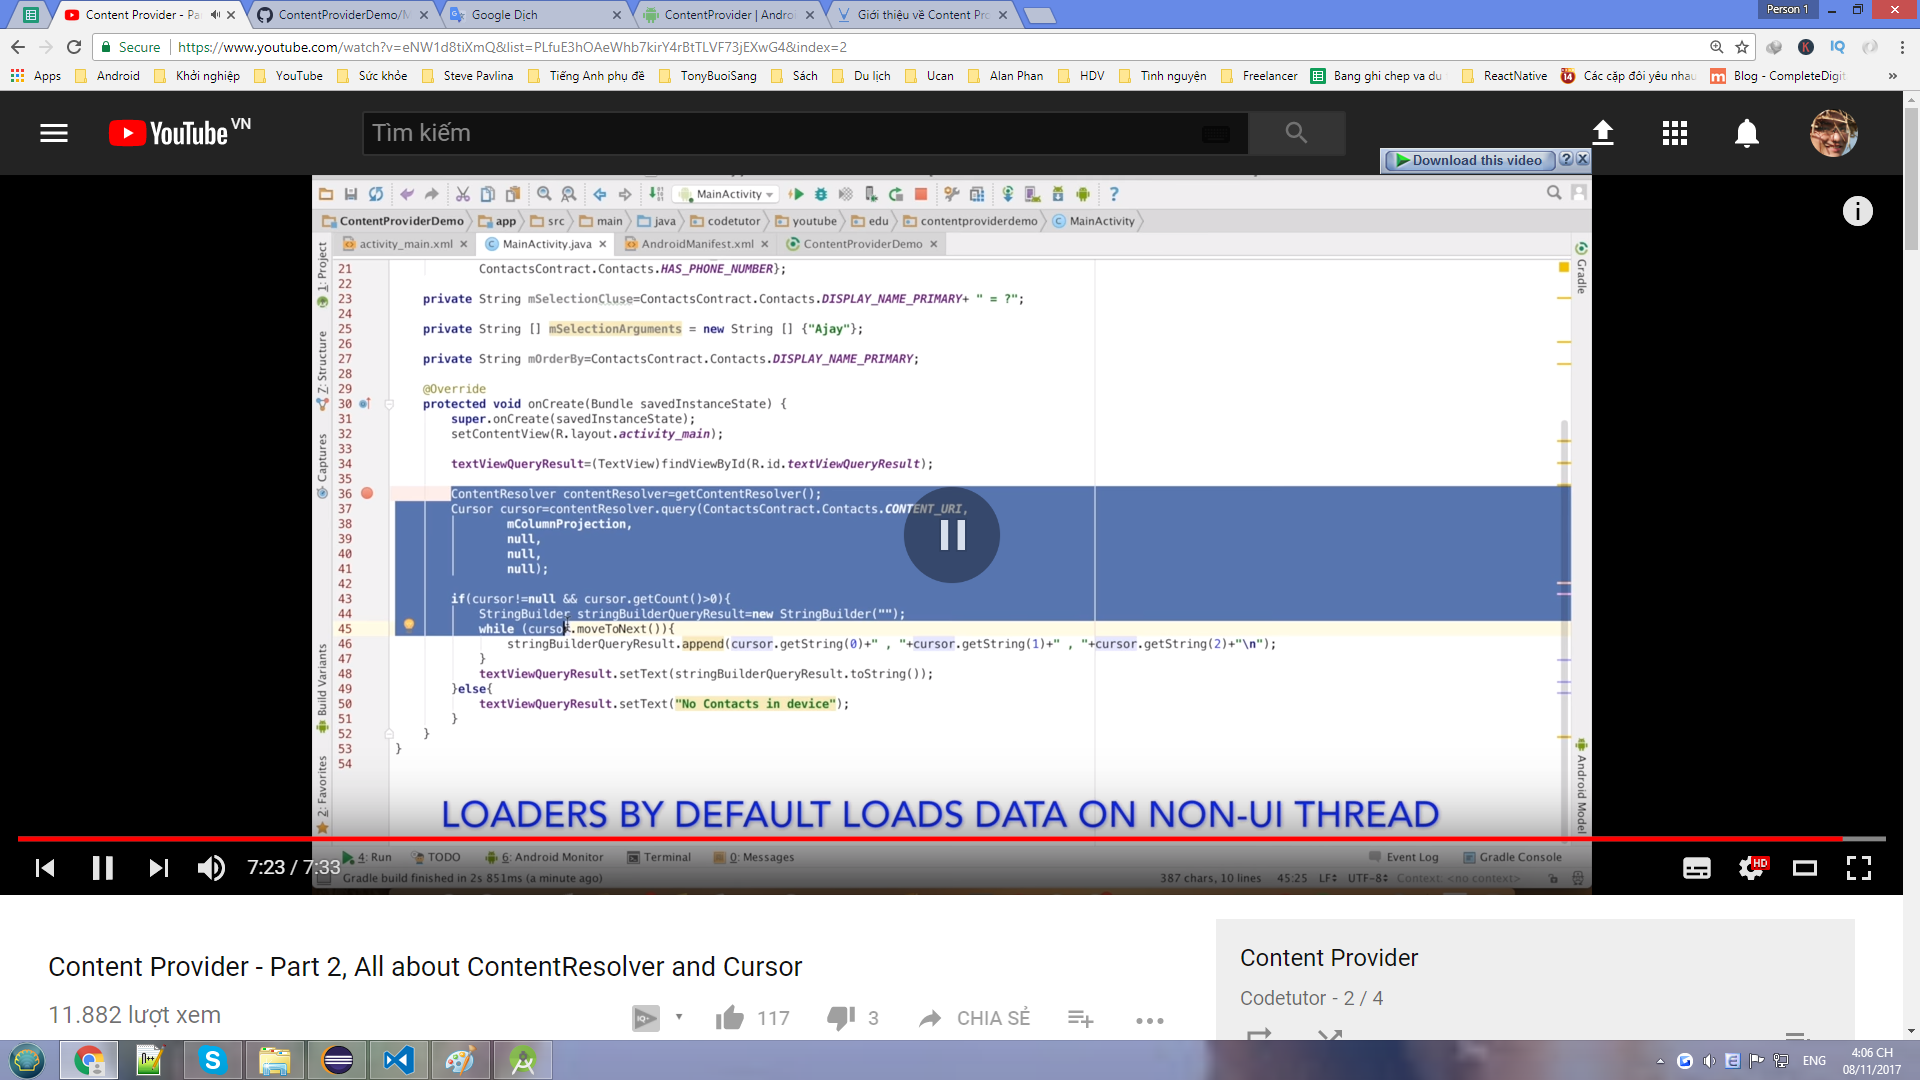 Content Provider - Pa
ContentProviderDemo/M
Google Dịch
ContentProvider | Androi
Giới thiệu về Content Pro
Person 1
Secure
https://www.youtube.com/watch?v=eNW1d8tiXmQ&list=PLfuE3hOAeWhb7kirY4rBtTLVF73jEXwG4&index=2
Apps Android Khởi nghiệp YouTube Sức khỏe Steve Pavlina Tiếng Anh phụ đề TonyBuoiSang Sách Du lịch Ucan Alan Phan HDV Tình nguyện Freelancer Bang ghi chep va du ReactNative Các cặp đôi yêu nhau Blog - CompleteDigit »
YouTube VN
Tìm kiếm
Download this video
MainActivity
ContentProviderDemo app src main java codetutor youtube edu contentproviderdemo MainActivity
activity_main.xml MainActivity.java AndroidManifest.xml ContentProviderDemo
1: Project
Z: Structure
Captures
Build Variants
2: Favorites
Gradle
Android Model
21 ContactsContract.Contacts.HAS_PHONE_NUMBER};
22
23 private String mSelectionCluse=ContactsContract.Contacts.DISPLAY_NAME_PRIMARY+ " = ?";
24
25 private String [] mSelectionArguments = new String [] {"Ajay"};
26
27 private String mOrderBy=ContactsContract.Contacts.DISPLAY_NAME_PRIMARY;
28
29 @Override
30 protected void onCreate(Bundle savedInstanceState) {
31 super.onCreate(savedInstanceState);
32 setContentView(R.layout.activity_main);
33
34 textViewQueryResult=(TextView)findViewById(R.id.textViewQueryResult);
35
36 ContentResolver contentResolver=getContentResolver();
37 Cursor cursor=contentResolver.query(ContactsContract.Contacts.CONTENT_URI,
38 mColumnProjection,
39 null,
40 null,
41 null);
42
43 if(cursor!=null && cursor.getCount()>0){
44 StringBuilder stringBuilderQueryResult=new StringBuilder("");
45 while (cursor.moveToNext()){
46 stringBuilderQueryResult.append(cursor.getString(0)+" , "+cursor.getString(1)+" , "+cursor.getString(2)+"\n");
47 }
48 textViewQueryResult.setText(stringBuilderQueryResult.toString());
49 }else{
50 textViewQueryResult.setText("No Contacts in device");
51 }
52 }
53 }
54
LOADERS BY DEFAULT LOADS DATA ON NON-UI THREAD
4: Run TODO 6: Android Monitor Terminal 0: Messages Event Log Gradle Console
Gradle build finished in 2s 851ms (a minute ago) 387 chars, 10 lines 45:25 LF UTF-8 Context: <no context>
7:23 / 7:33
HD
Content Provider - Part 2, All about ContentResolver and Cursor
11.882 lượt xem
117 3 CHIA SẺ
Content Provider
Codetutor - 2 / 4
ENG
4:06 CH
08/11/2017